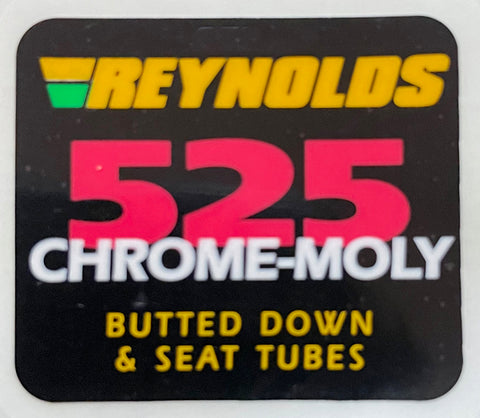 REYNOLDS
525
CHROME-MOLY
BUTTED DOWN
& SEAT TUBES